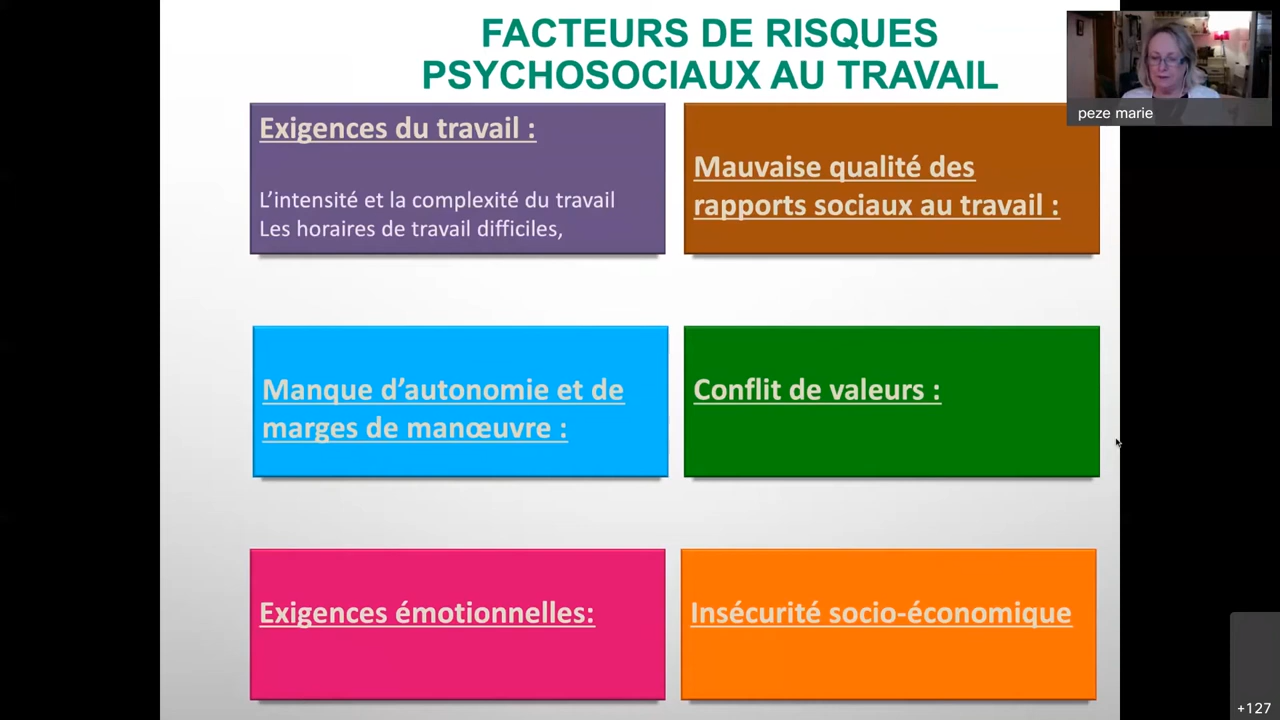 FACTEURS DE RISQUES
PSYCHOSOCIAUX AU TRAVAIL
peze marie
Exigences du travail :
L’intensité et la complexité du travail
Les horaires de travail difficiles,
Mauvaise qualité des
rapports sociaux au travail :
Manque d’autonomie et de
marges de manœuvre :
Conflit de valeurs :
Exigences émotionnelles:
Insécurité socio-économique
+127